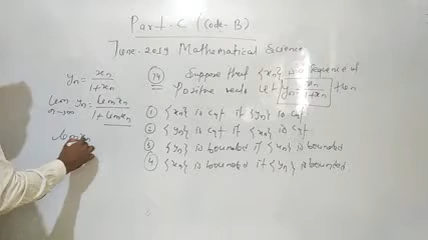 Part-C (Code-B)
June-2019 Mathematical Science
74 Suppose that {xn} is a sequence of
Positive reals Let yn = xn/1+xn then
① {xn} is cgt if {yn} is cgt
② {yn} is cgt if {xn} is cgt
③ {yn} is bounded if {xn} is bounded
④ {xn} is bounded if {yn} is bounded
yn = xn/1+xn
lim n→∞ yn = lim xn/1+lim xn
lim xn